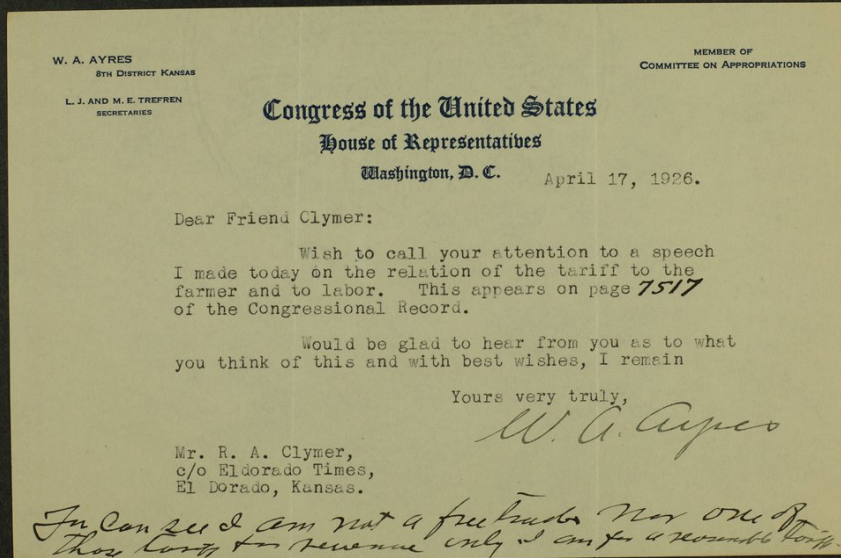 W. A. AYRES
8TH DISTRICT KANSAS
L. J. AND M. E. TREFREN
SECRETARIES
MEMBER OF
COMMITTEE ON APPROPRIATIONS
Congress of the United States
House of Representatives
Washington, D. C.
April 17, 1926.
Dear Friend Clymer:
Wish to call your attention to a speech
I made today on the relation of the tariff to the
farmer and to labor. This appears on page 7517
of the Congressional Record.
Would be glad to hear from you as to what
you think of this and with best wishes, I remain
Yours very truly,
W. A. Ayres
Mr. R. A. Clymer,
c/o Eldorado Times,
El Dorado, Kansas.
You can see I am not a free trader nor one of
those for revenue only I am for a reasonable tariff